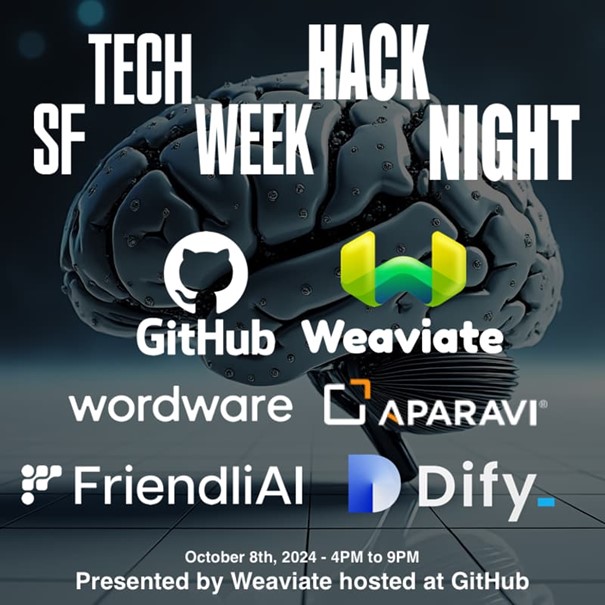 SF TECH WEEK HACK NIGHT
GitHub Weaviate
wordware APARAVI®
FriendliAI Dify
October 8th, 2024 - 4PM to 9PM
Presented by Weaviate hosted at GitHub